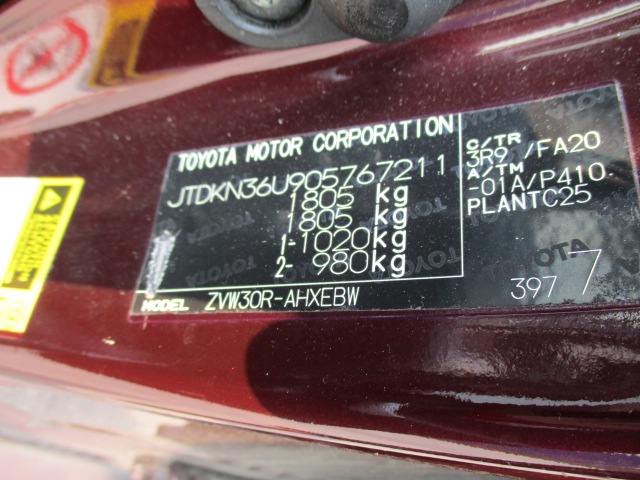 TOYOTA MOTOR CORPORATION
JTDKN36U905767211
1805 kg
1805 kg
1-1020kg
2- 980kg
MODEL ZVW30R-AHXEBW
C/TR
3R9 /FA20
A/TM
-01A/P410
PLANTC25
397 7